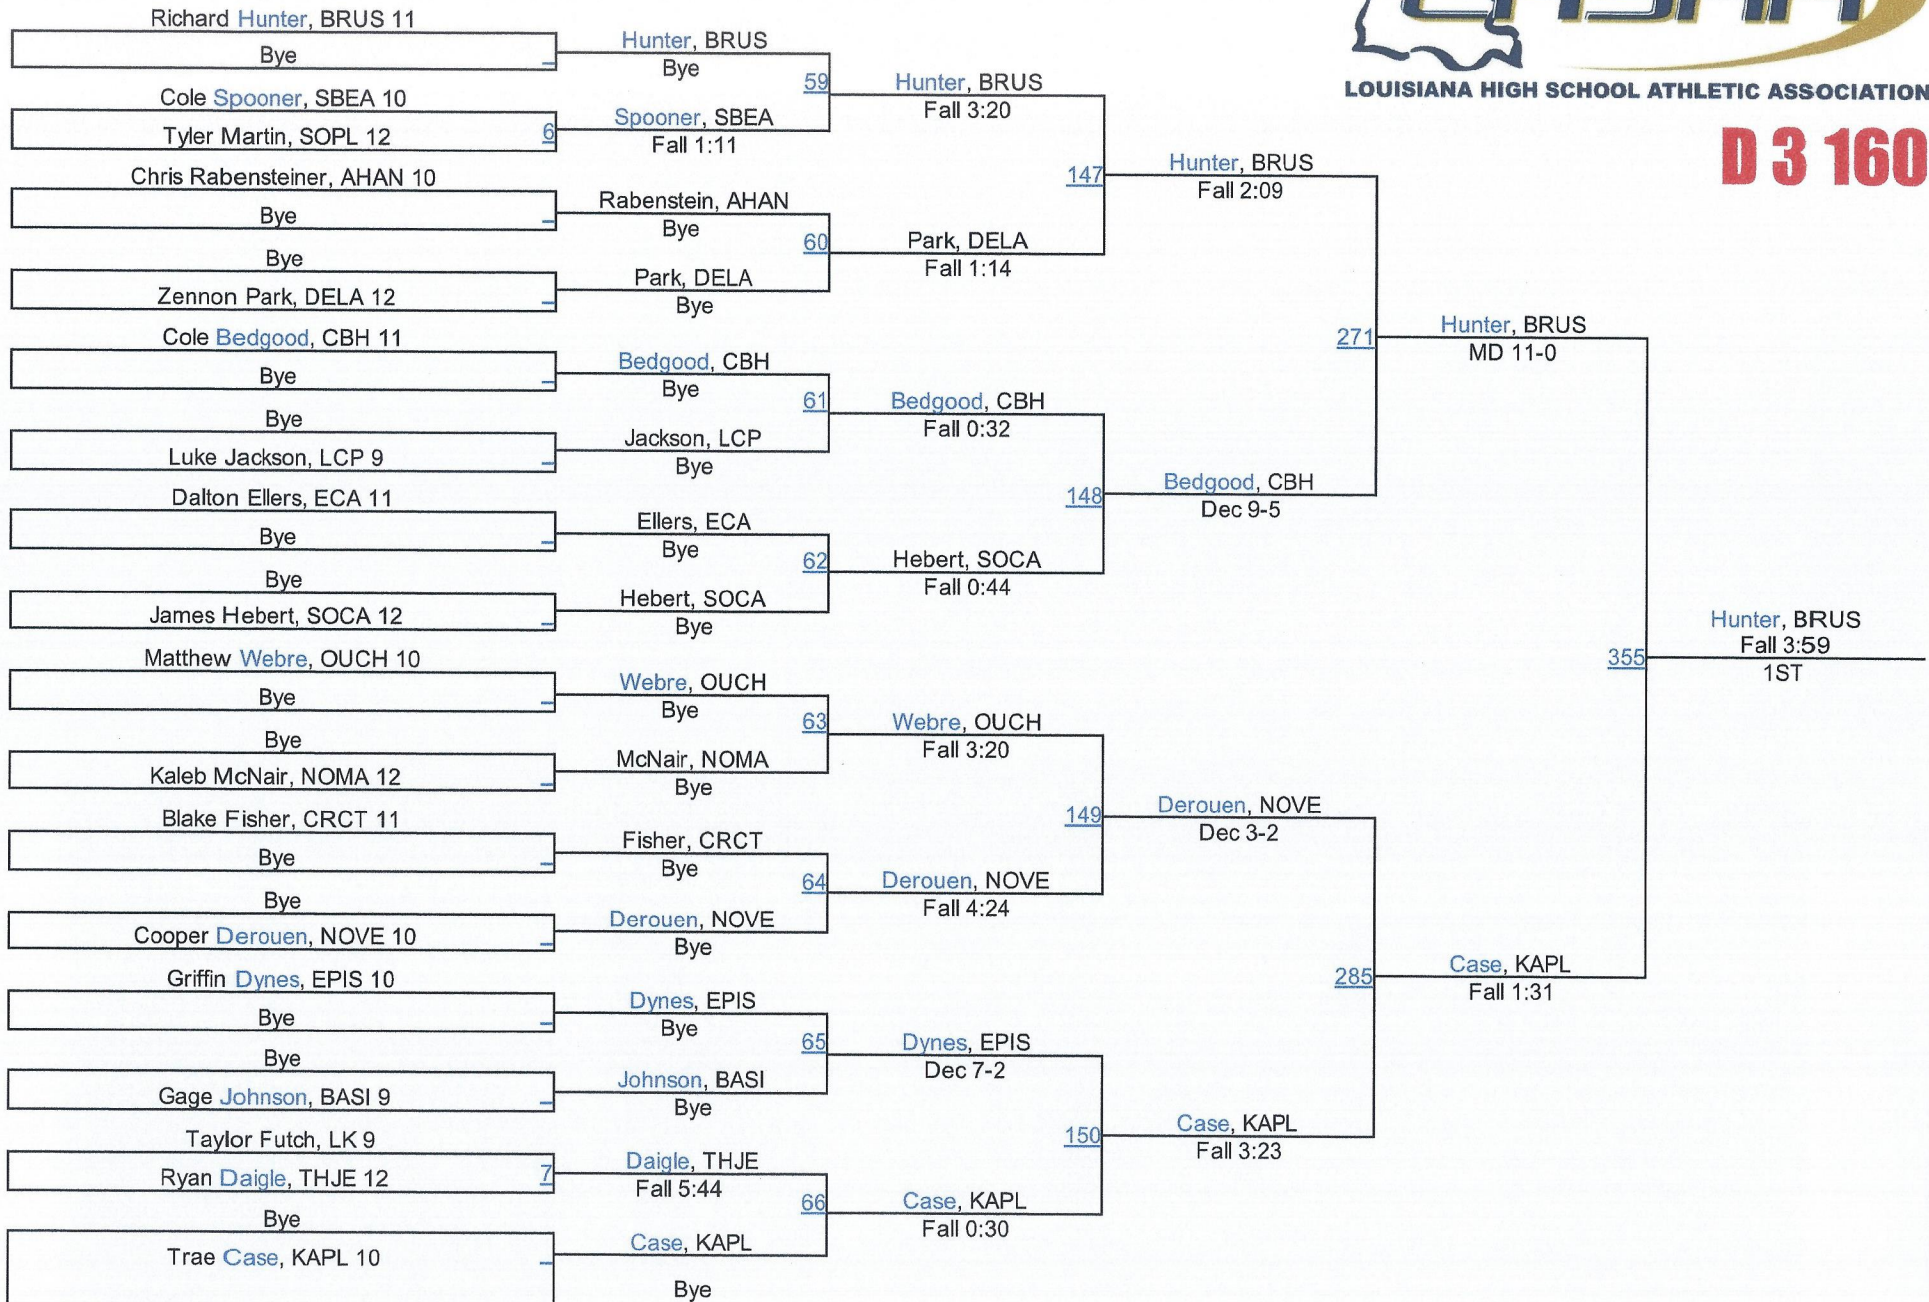 LHSAA
LOUISIANA HIGH SCHOOL ATHLETIC ASSOCIATION
D 3 160
Richard Hunter, BRUS 11
Bye
Cole Spooner, SBEA 10
Tyler Martin, SOPL 12
6
Chris Rabensteiner, AHAN 10
Bye
Bye
Zennon Park, DELA 12
Cole Bedgood, CBH 11
Bye
Bye
Luke Jackson, LCP 9
Dalton Ellers, ECA 11
Bye
Bye
James Hebert, SOCA 12
Matthew Webre, OUCH 10
Bye
Bye
Kaleb McNair, NOMA 12
Blake Fisher, CRCT 11
Bye
Bye
Cooper Derouen, NOVE 10
Griffin Dynes, EPIS 10
Bye
Bye
Gage Johnson, BASI 9
Taylor Futch, LK 9
Ryan Daigle, THJE 12
7
Bye
Trae Case, KAPL 10
Hunter, BRUS
Bye
59
Spooner, SBEA
Fall 1:11
Rabenstein, AHAN
Bye
60
Park, DELA
Bye
Bedgood, CBH
Bye
61
Jackson, LCP
Bye
Ellers, ECA
Bye
62
Hebert, SOCA
Bye
Webre, OUCH
Bye
63
McNair, NOMA
Bye
Fisher, CRCT
Bye
64
Derouen, NOVE
Bye
Dynes, EPIS
Bye
65
Johnson, BASI
Bye
Daigle, THJE
Fall 5:44
66
Case, KAPL
Bye
Hunter, BRUS
Fall 3:20
147
Park, DELA
Fall 1:14
Bedgood, CBH
Fall 0:32
148
Hebert, SOCA
Fall 0:44
Webre, OUCH
Fall 3:20
149
Derouen, NOVE
Fall 4:24
Dynes, EPIS
Dec 7-2
150
Case, KAPL
Fall 0:30
Hunter, BRUS
Fall 2:09
271
Bedgood, CBH
Dec 9-5
Derouen, NOVE
Dec 3-2
285
Case, KAPL
Fall 3:23
Hunter, BRUS
MD 11-0
355
Case, KAPL
Fall 1:31
Hunter, BRUS
Fall 3:59
1ST